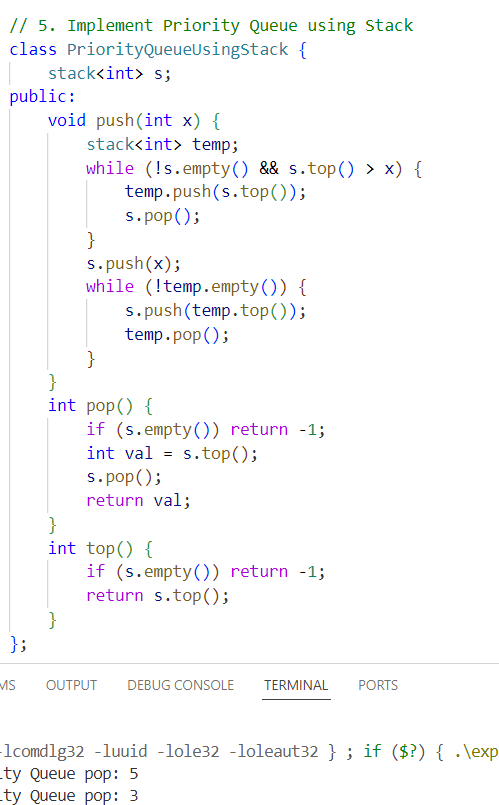 // 5. Implement Priority Queue using Stack
class PriorityQueueUsingStack {
    stack<int> s;
public:
    void push(int x) {
        stack<int> temp;
        while (!s.empty() && s.top() > x) {
            temp.push(s.top());
            s.pop();
        }
        s.push(x);
        while (!temp.empty()) {
            s.push(temp.top());
            temp.pop();
        }
    }
    int pop() {
        if (s.empty()) return -1;
        int val = s.top();
        s.pop();
        return val;
    }
    int top() {
        if (s.empty()) return -1;
        return s.top();
    }
};
MS OUTPUT DEBUG CONSOLE TERMINAL PORTS
-lcomdlg32 -luuid -lole32 -loleaut32 } ; if ($?) { .\exp
ity Queue pop: 5
ity Queue pop: 3